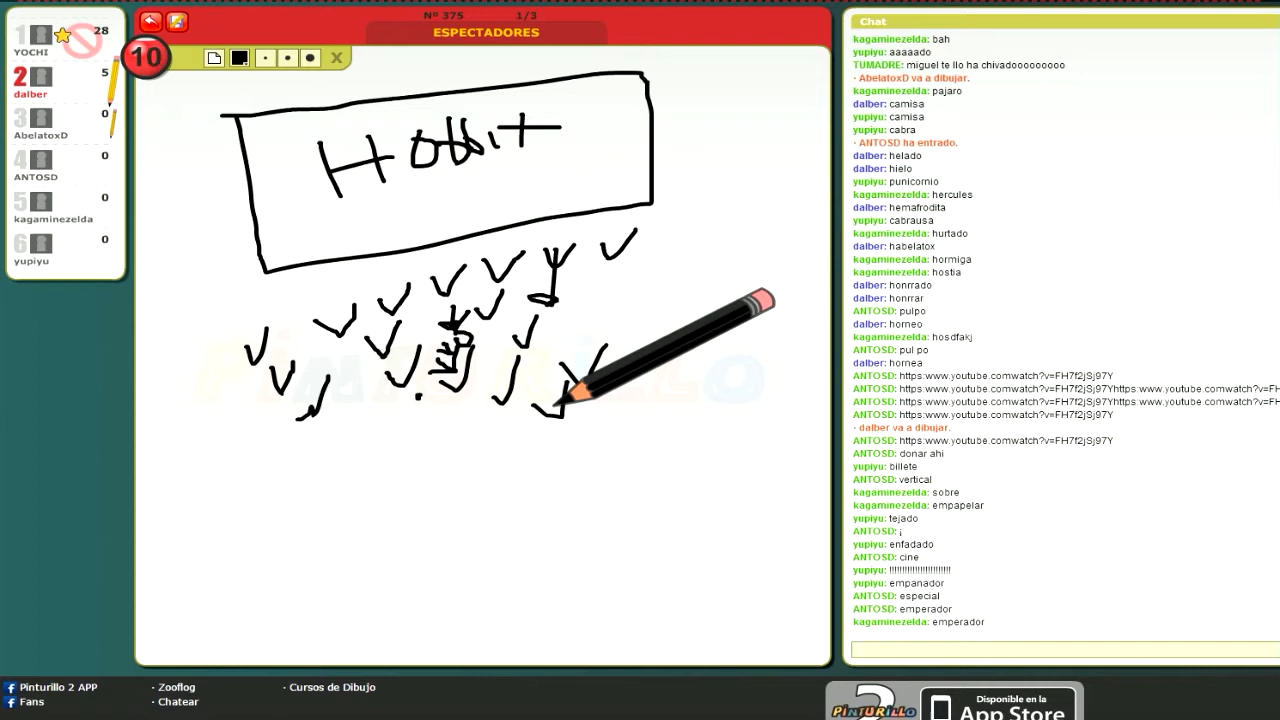 Nº 375 1/3
ESPECTADORES
1 28
YOCHI
2 5
dalber
3 0
AbelatoxD
4 0
ANTOSD
5 0
kagaminezelda
6 0
yupiyu
10
X
Hobbit
PINTURILLO
Chat
kagaminezelda: bah
yupiyu: aaaaado
TUMADRE: miguel te llo ha chivadooooooooo
· AbelatoxD va a dibujar.
kagaminezelda: pajaro
dalber: camisa
yupiyu: camisa
yupiyu: cabra
· ANTOSD ha entrado.
dalber: helado
dalber: hielo
yupiyu: punicornio
kagaminezelda: hercules
dalber: hemafrodita
yupiyu: cabrausa
kagaminezelda: hurtado
dalber: habelatox
kagaminezelda: hormiga
kagaminezelda: hostia
dalber: honrrado
dalber: honrrar
ANTOSD: pulpo
dalber: horneo
kagaminezelda: hosdfakj
ANTOSD: pul po
dalber: hornea
ANTOSD: https:www.youtube.comwatch?v=FH7f2jSj97Y
ANTOSD: https:www.youtube.comwatch?v=FH7f2jSj97Yhttps:www.youtube.comwatch?v=FH7f2jSj97Y
ANTOSD: https:www.youtube.comwatch?v=FH7f2jSj97Yhttps:www.youtube.comwatch?v=FH7f2jSj97Y
ANTOSD: https:www.youtube.comwatch?v=FH7f2jSj97Y
· dalber va a dibujar.
ANTOSD: https:www.youtube.comwatch?v=FH7f2jSj97Y
ANTOSD: donar ahi
yupiyu: billete
ANTOSD: vertical
kagaminezelda: sobre
kagaminezelda: empapelar
yupiyu: tejado
ANTOSD: ¡
yupiyu: enfadado
ANTOSD: cine
yupiyu: !!!!!!!!!!!!!!!!!!!!!!!
yupiyu: empanador
ANTOSD: especial
ANTOSD: emperador
kagaminezelda: emperador
Pinturillo 2 APP · Zooflog · Cursos de Dibujo
Fans · Chatear
PINTURILLO 2
Disponible en la
App Store